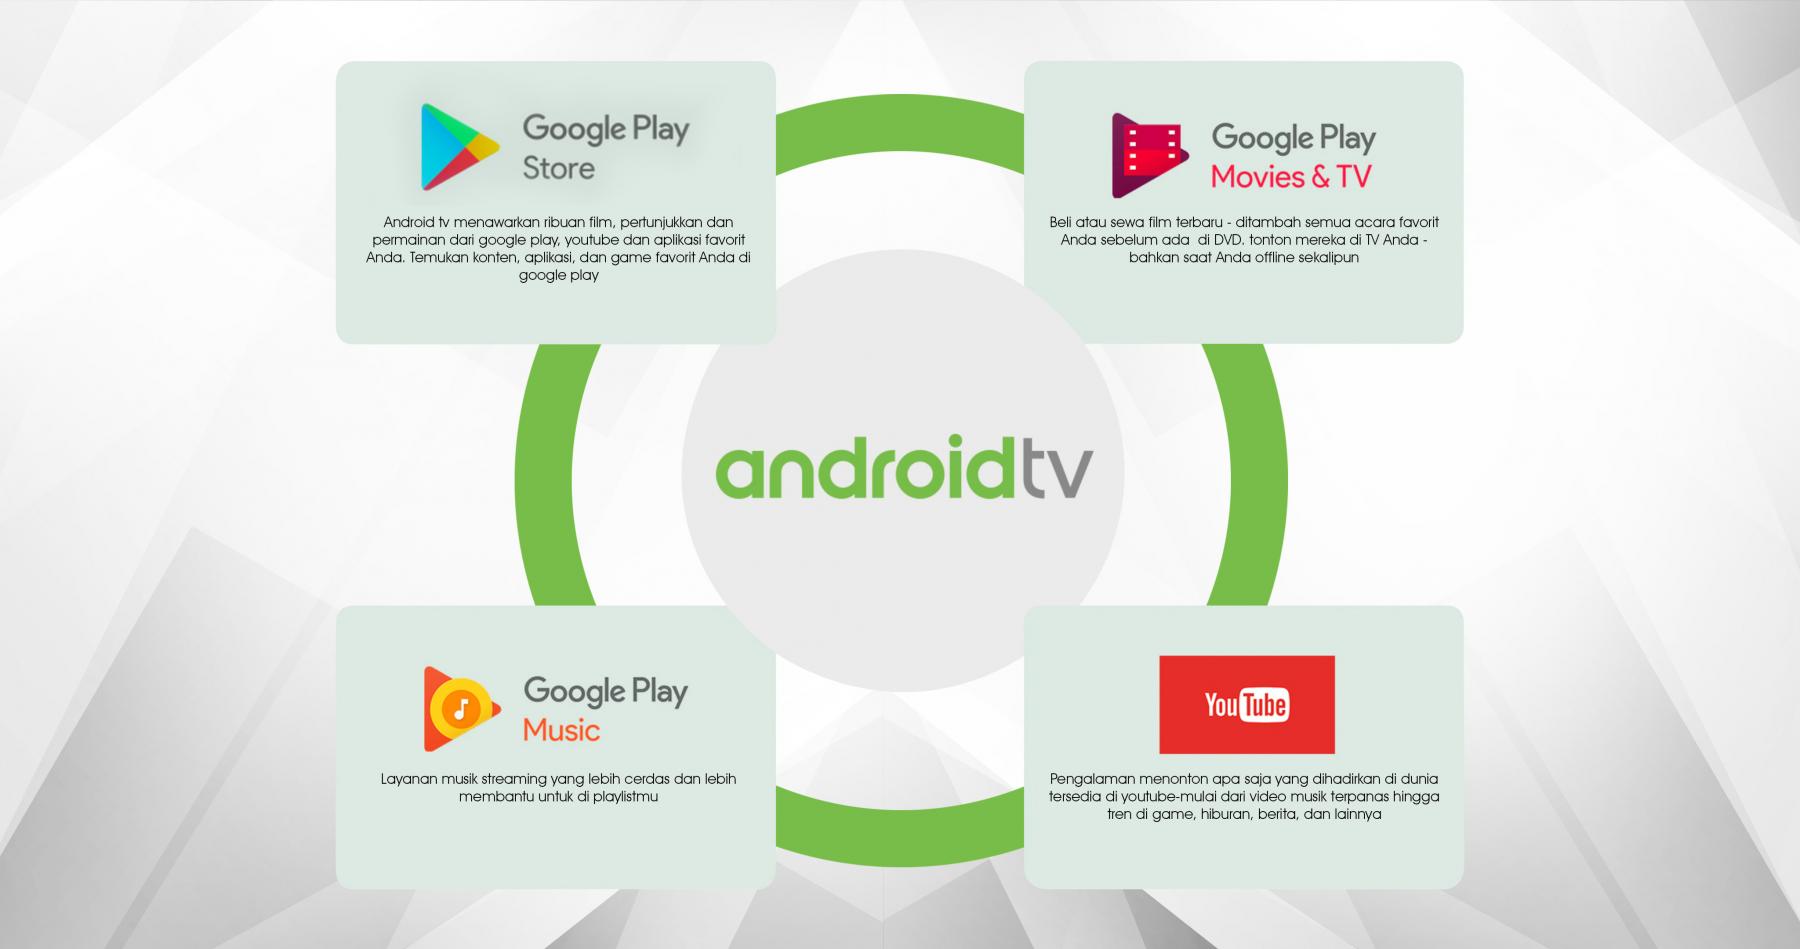 Google Play
Store
Android tv menawarkan ribuan film, pertunjukkan dan
permainan dari google play, youtube dan aplikasi favorit
Anda. Temukan konten, aplikasi, dan game favorit Anda di
google play
Google Play
Movies & TV
Beli atau sewa film terbaru - ditambah semua acara favorit
Anda sebelum ada  di DVD. tonton mereka di TV Anda -
bahkan saat Anda offline sekalipun
androidtv
Google Play
Music
Layanan musik streaming yang lebih cerdas dan lebih
membantu untuk di playlistmu
YouTube
Pengalaman menonton apa saja yang dihadirkan di dunia
tersedia di youtube-mulai dari video musik terpanas hingga
tren di game, hiburan, berita, dan lainnya